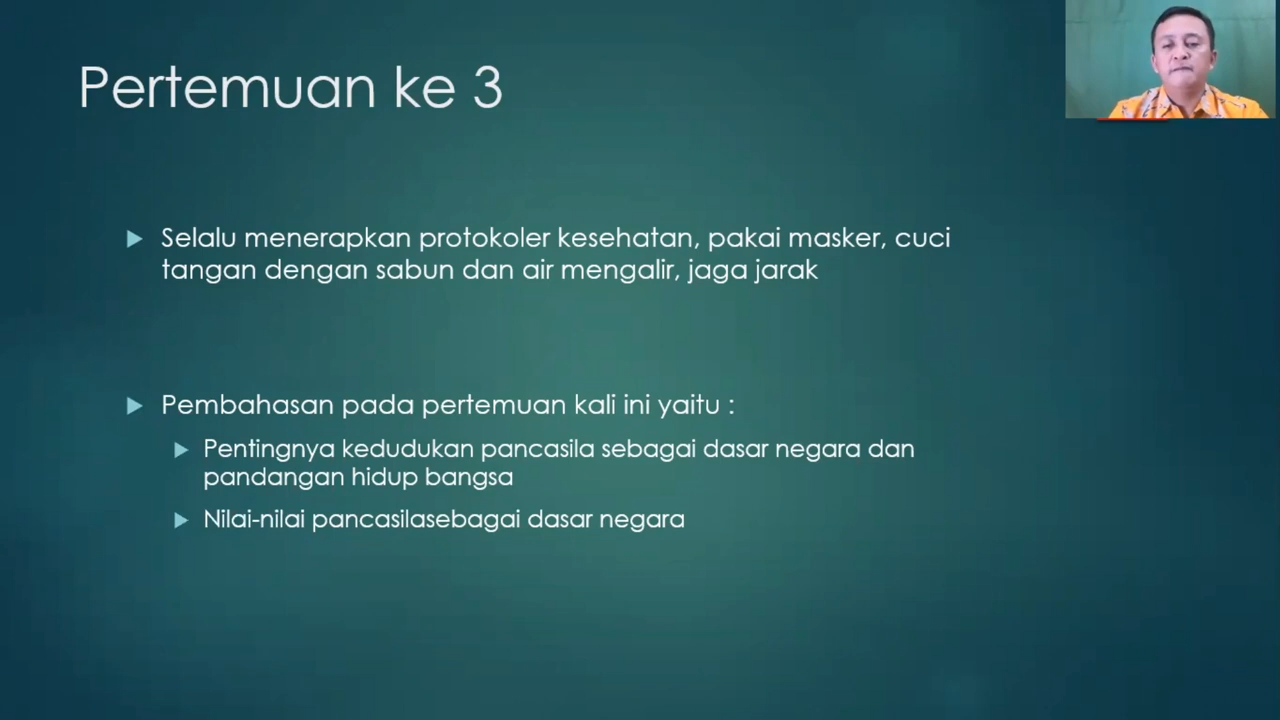 Pertemuan ke 3
Selalu menerapkan protokoler kesehatan, pakai masker, cuci
tangan dengan sabun dan air mengalir, jaga jarak
Pembahasan pada pertemuan kali ini yaitu :
Pentingnya kedudukan pancasila sebagai dasar negara dan
pandangan hidup bangsa
Nilai-nilai pancasilasebagai dasar negara